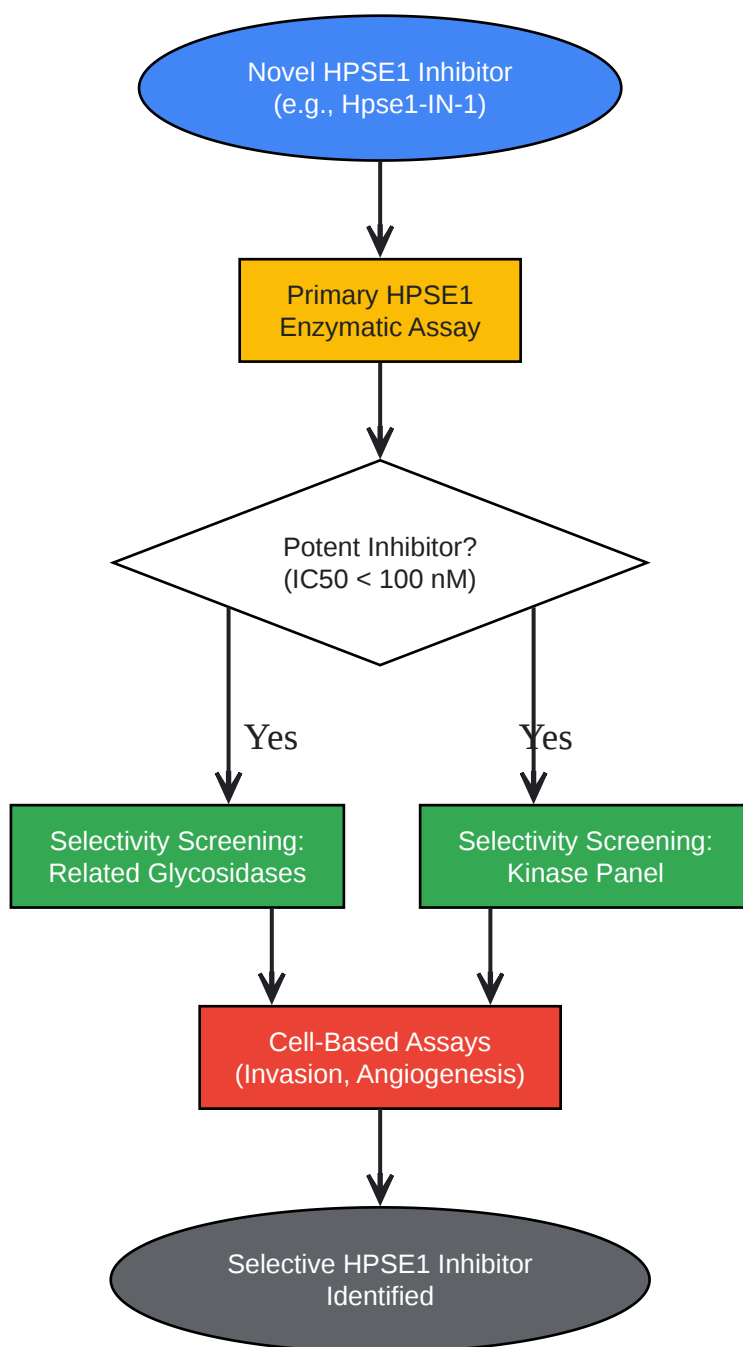 Novel HPSE1 Inhibitor
(e.g., Hpse1-IN-1)
Primary HPSE1
Enzymatic Assay
Potent Inhibitor?
(IC50 < 100 nM)
Yes
Yes
Selectivity Screening:
Related Glycosidases
Selectivity Screening:
Kinase Panel
Cell-Based Assays
(Invasion, Angiogenesis)
Selective HPSE1 Inhibitor
Identified